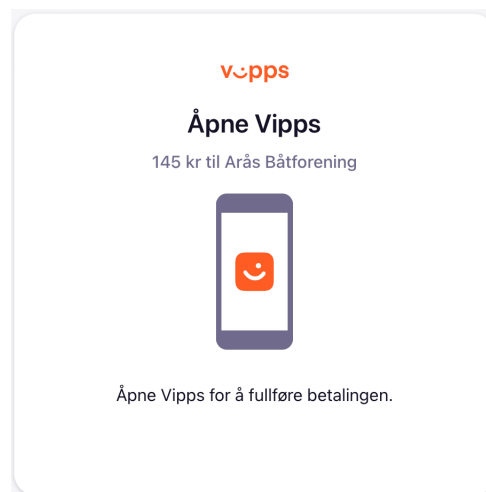 vipps
Åpne Vipps
145 kr til Arås Båtforening
Åpne Vipps for å fullføre betalingen.